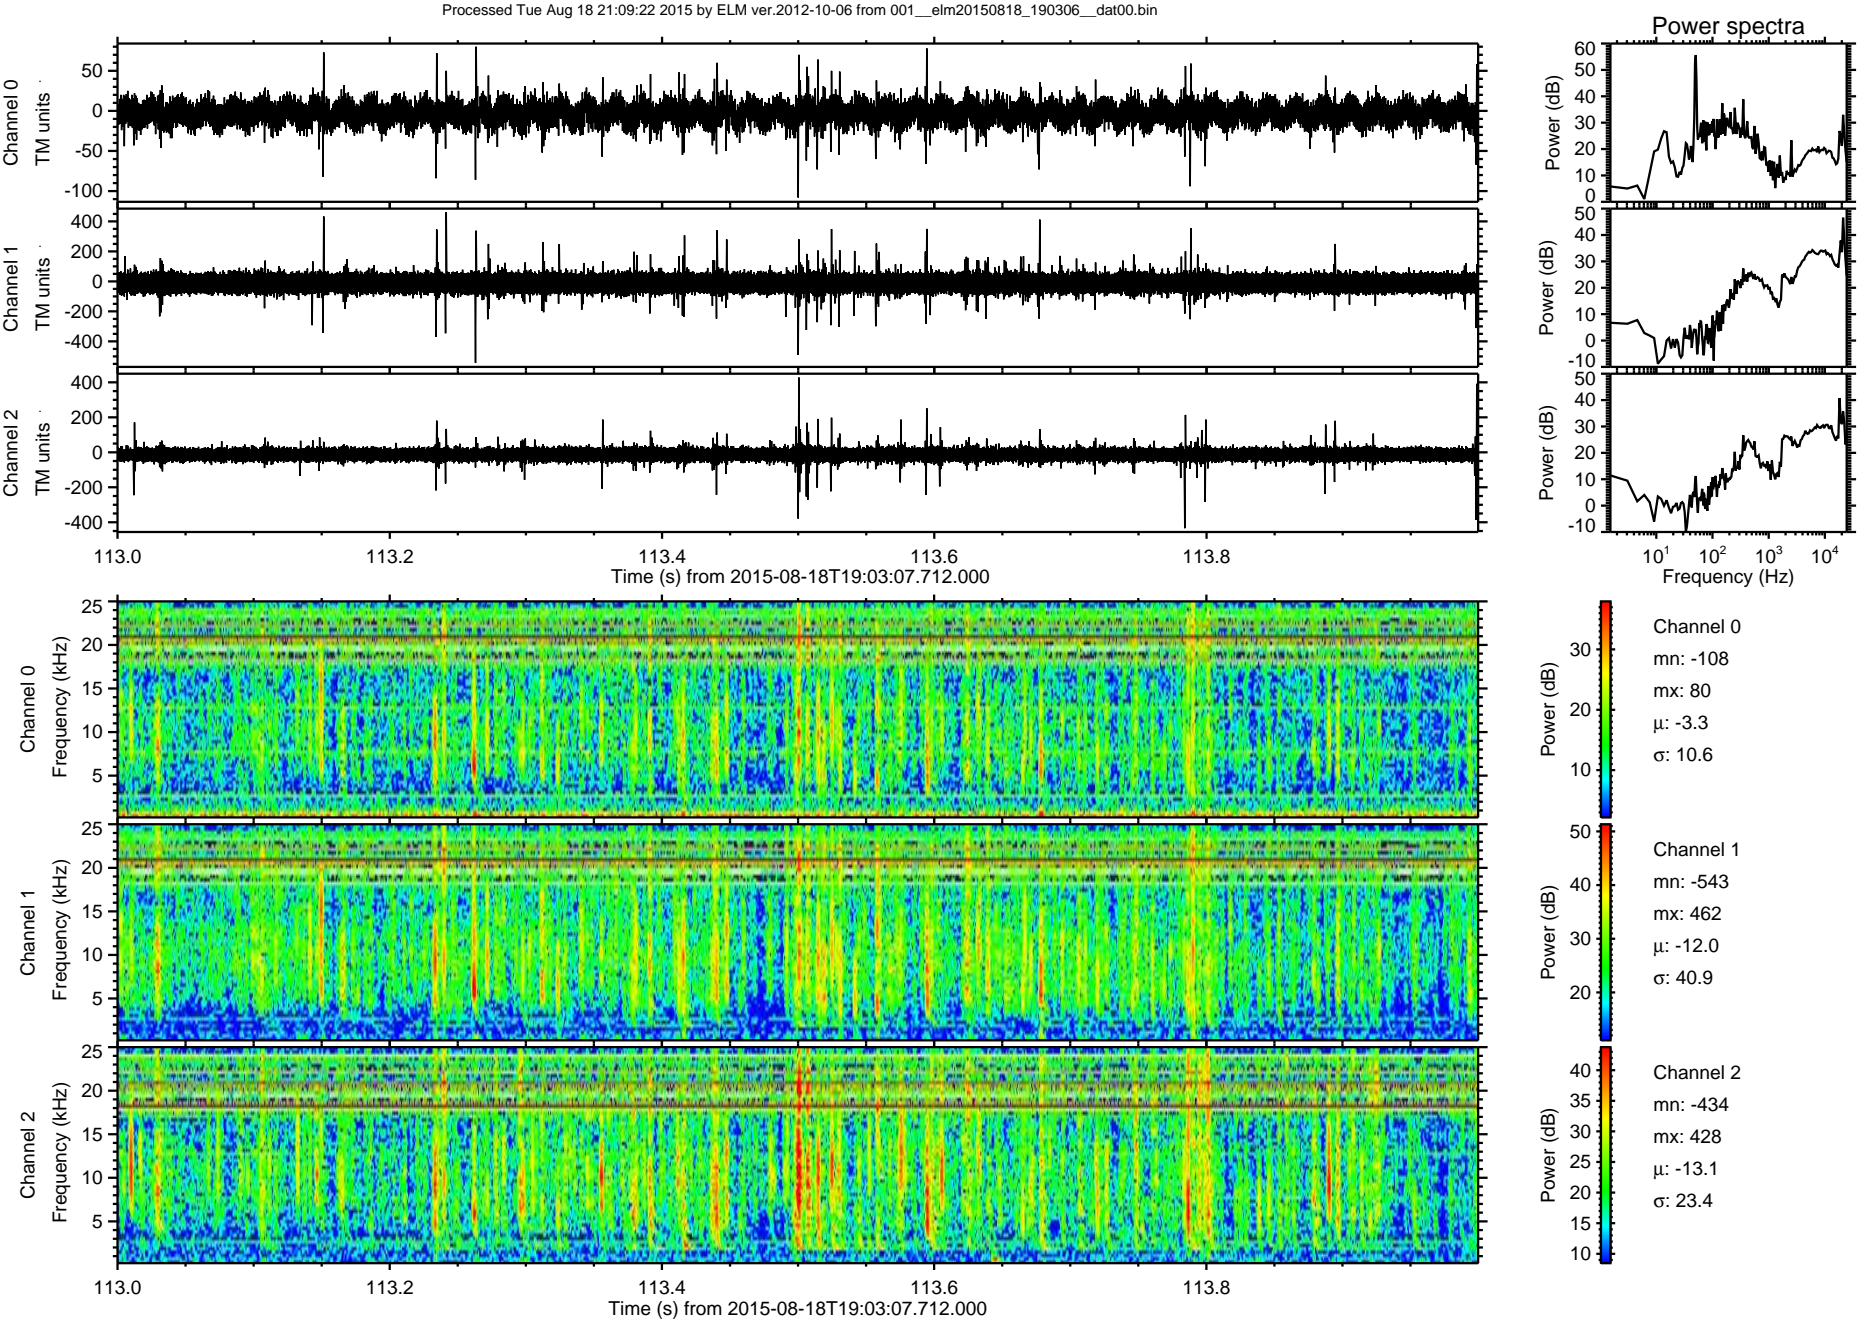 Processed Tue Aug 18 21:09:22 2015 by ELM ver.2012-10-06 from 001__elm20150818_190306__dat00.bin
Power spectra
Channel 0
TM units
50
0
-50
-100
Power (dB)
60
50
40
30
20
10
0
Channel 1
TM units
400
200
0
-200
-400
Power (dB)
50
40
30
20
10
0
-10
Channel 2
TM units
400
200
0
-200
-400
Power (dB)
50
40
30
20
10
0
-10
113.0 113.2 113.4 113.6 113.8
Time (s) from 2015-08-18T19:03:07.712.000
10^1 10^2 10^3 10^4
Frequency (Hz)
Channel 0
Frequency (kHz)
25
20
15
10
5
Power (dB)
30
20
10
Channel 0
mn: -108
mx: 80
μ: -3.3
σ: 10.6
Channel 1
Frequency (kHz)
25
20
15
10
5
Power (dB)
50
40
30
20
Channel 1
mn: -543
mx: 462
μ: -12.0
σ: 40.9
Channel 2
Frequency (kHz)
25
20
15
10
5
Power (dB)
40
35
30
25
20
15
10
Channel 2
mn: -434
mx: 428
μ: -13.1
σ: 23.4
113.0 113.2 113.4 113.6 113.8
Time (s) from 2015-08-18T19:03:07.712.000